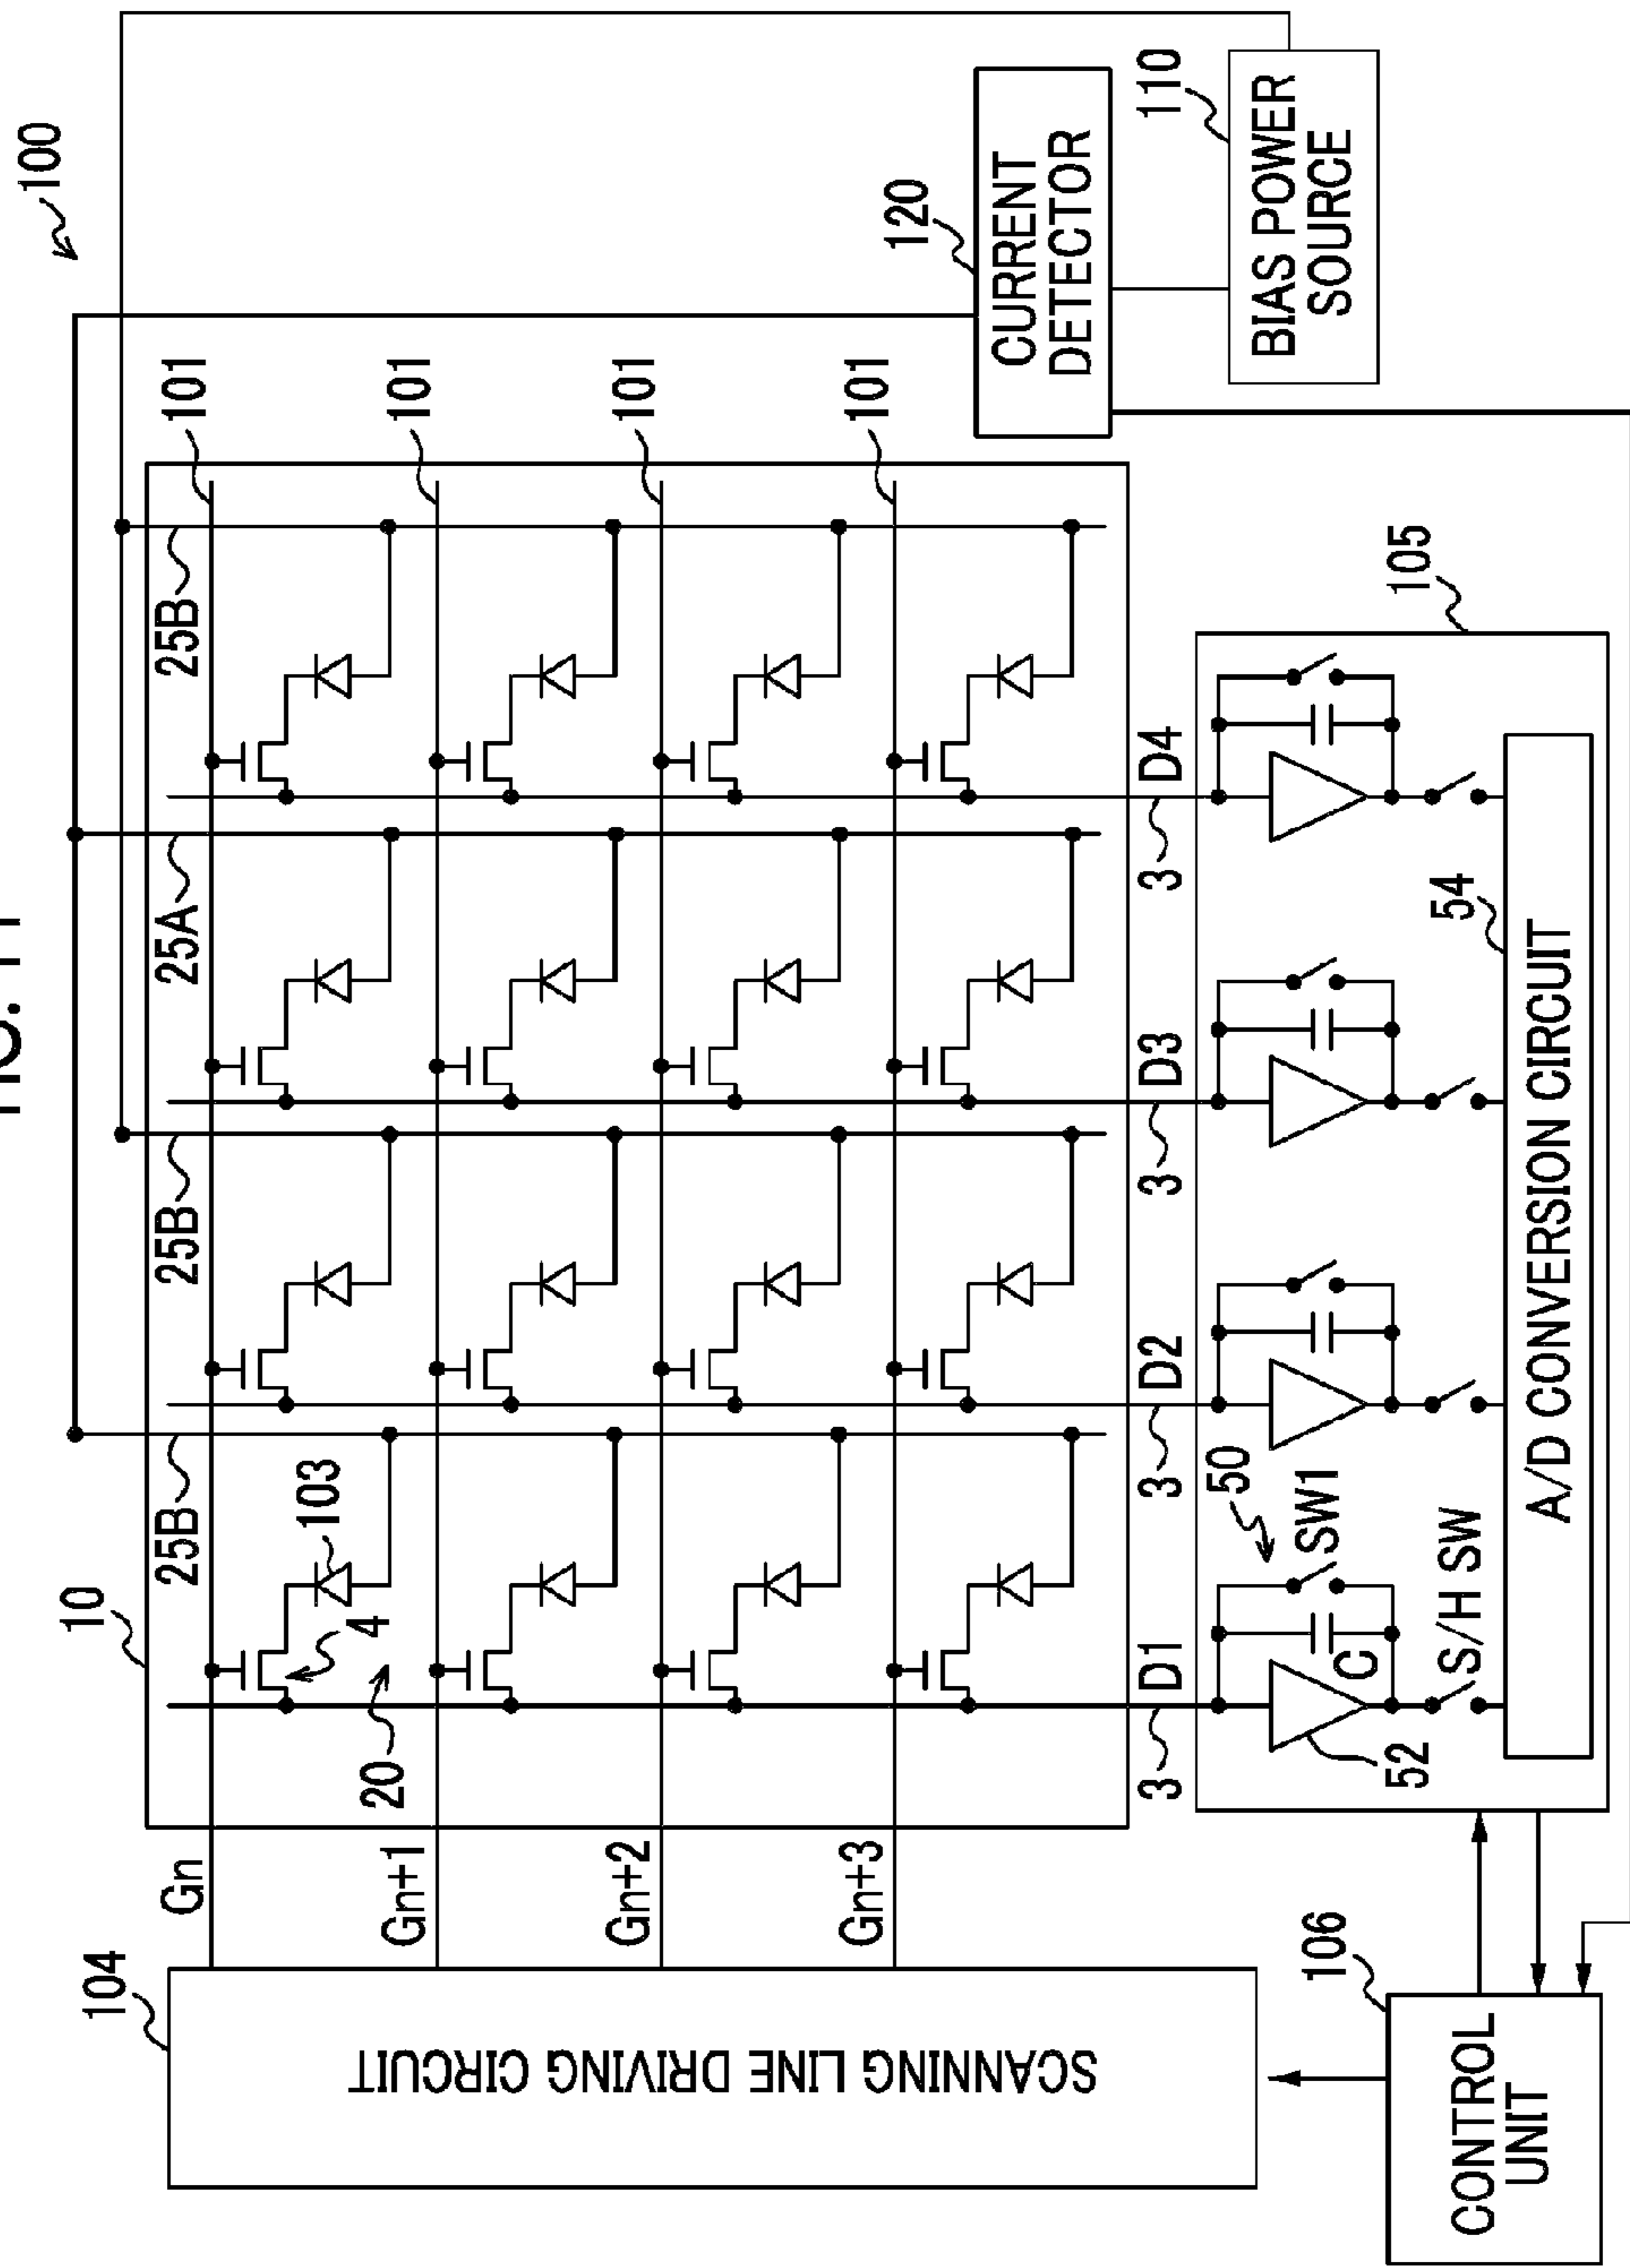 100
10
104
Gn
25B
25B
25A
25B
101
103
4
20
Gn+1
101
Gn+2
101
Gn+3
101
SCANNING LINE DRIVING CIRCUIT
120
CURRENT
DETECTOR
3
D1
3
D2
3
D3
3
D4
110
BIAS POWER
SOURCE
50
SW1
C
52
S/H SW
105
54
A/D CONVERSION CIRCUIT
106
CONTROL
UNIT